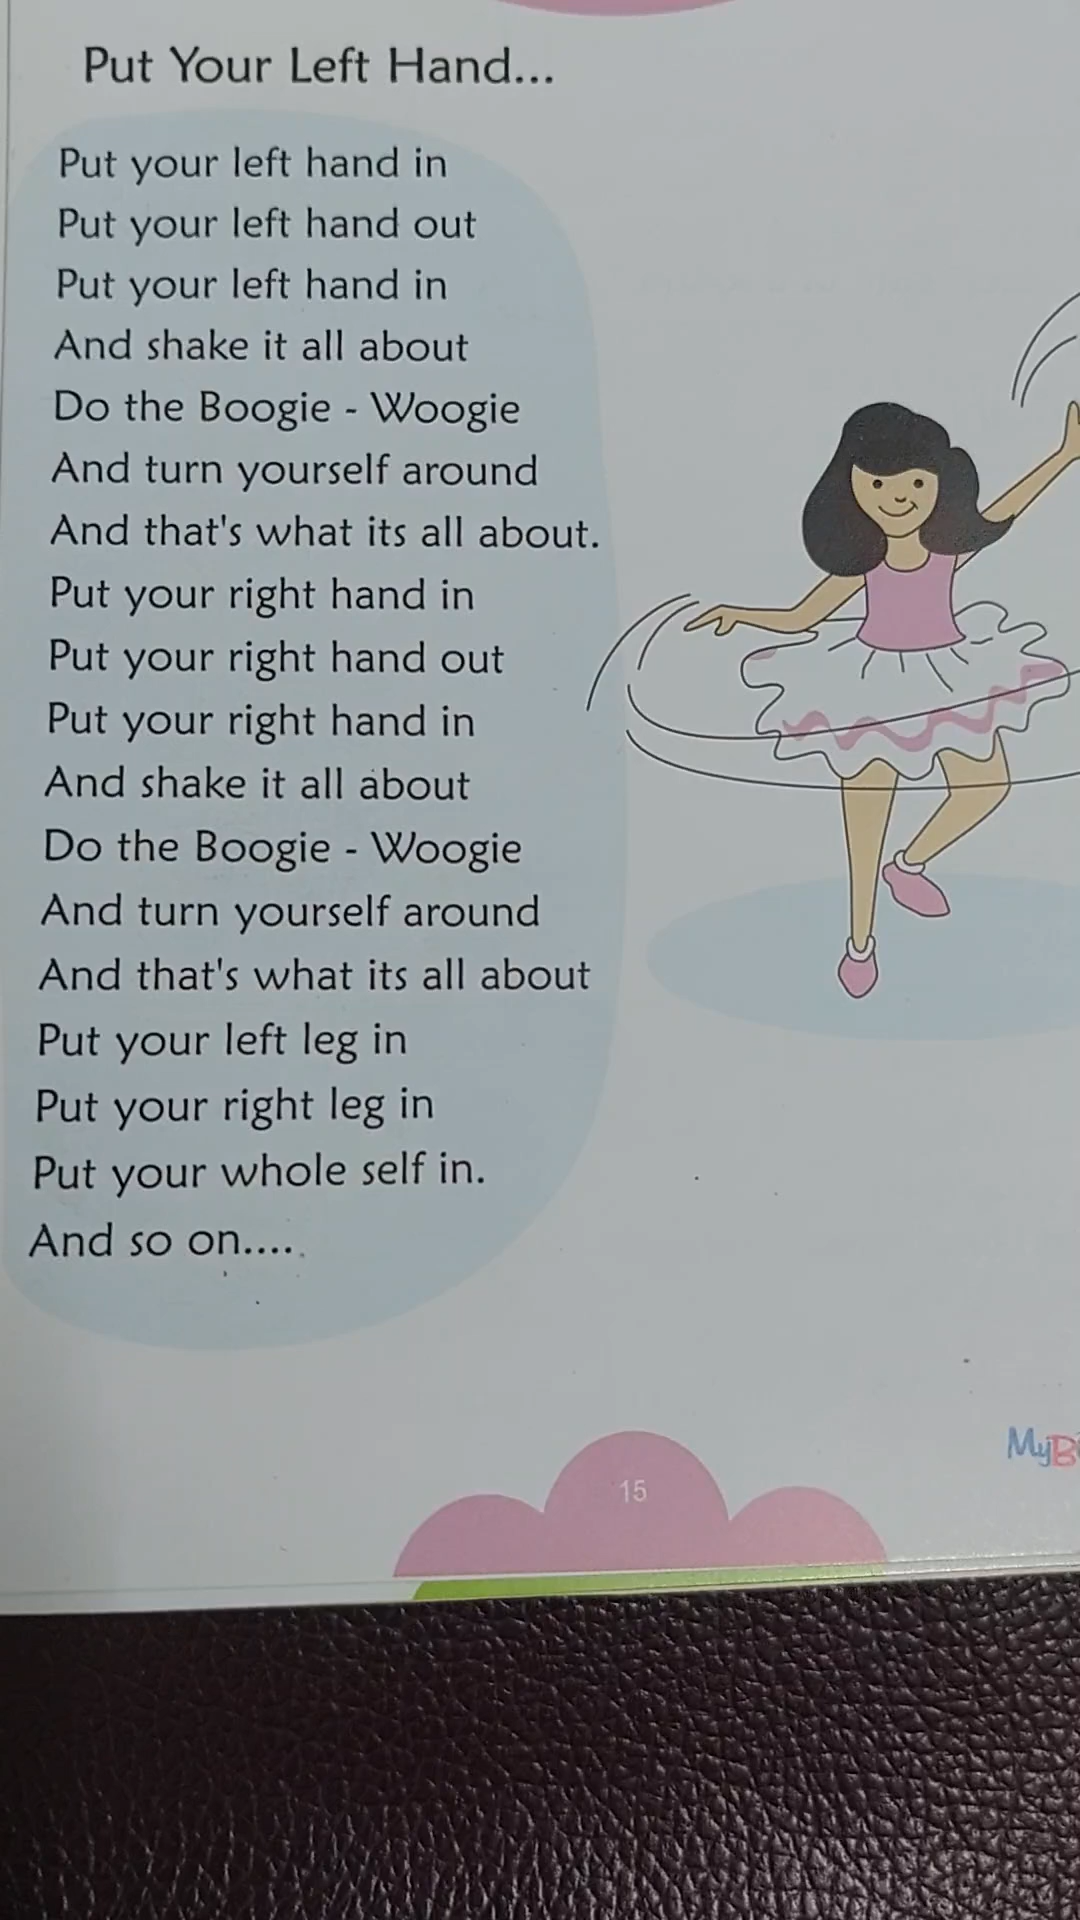 Put Your Left Hand...
Put your left hand in
Put your left hand out
Put your left hand in
And shake it all about
Do the Boogie - Woogie
And turn yourself around
And that's what its all about.
Put your right hand in
Put your right hand out
Put your right hand in
And shake it all about
Do the Boogie - Woogie
And turn yourself around
And that's what its all about
Put your left leg in
Put your right leg in
Put your whole self in.
And so on....
15